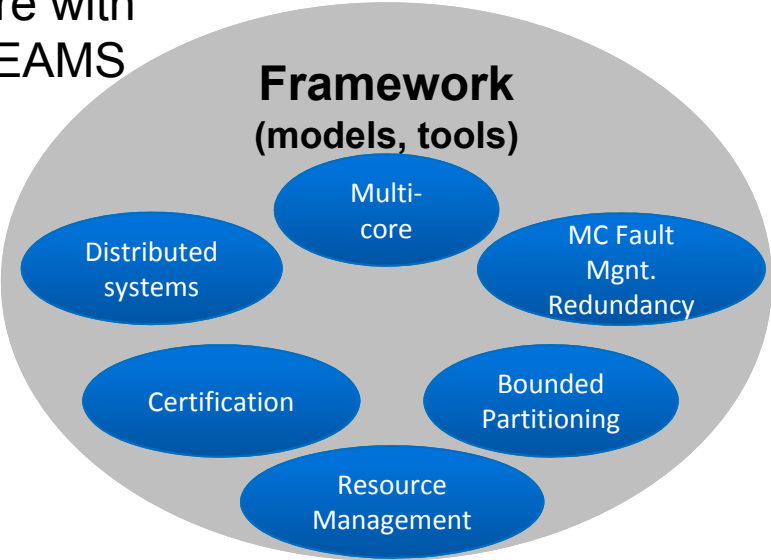 re with
EAMS
Framework
(models, tools)
Multi-
core
Distributed
systems
MC Fault
Mgnt.
Redundancy
Certification
Bounded
Partitioning
Resource
Management